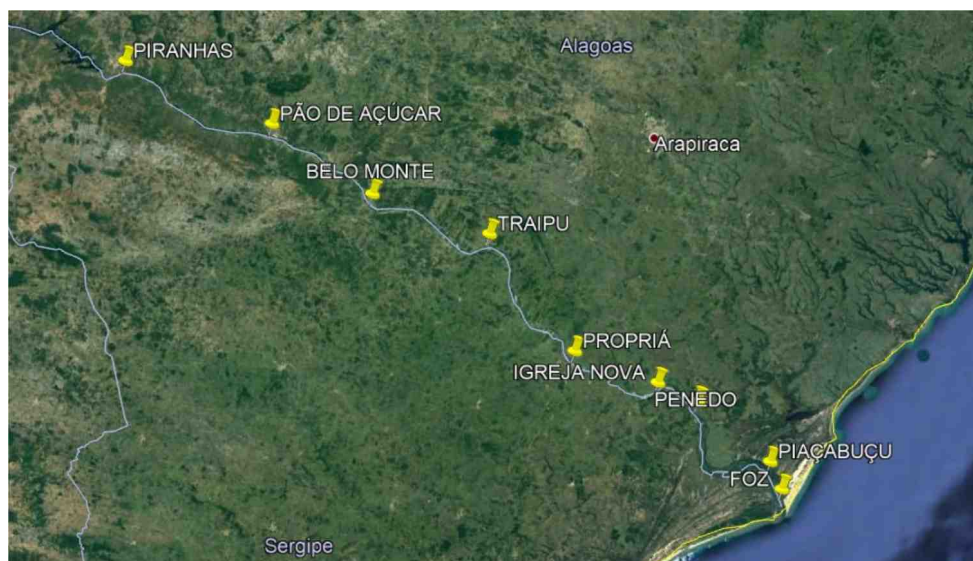 PIRANHAS
Alagoas
PÃO DE AÇÚCAR
Arapiraca
BELO MONTE
TRAIPU
PROPRIÁ
IGREJA NOVA
PENEDO
PIAÇABUÇU
FOZ
Sergipe